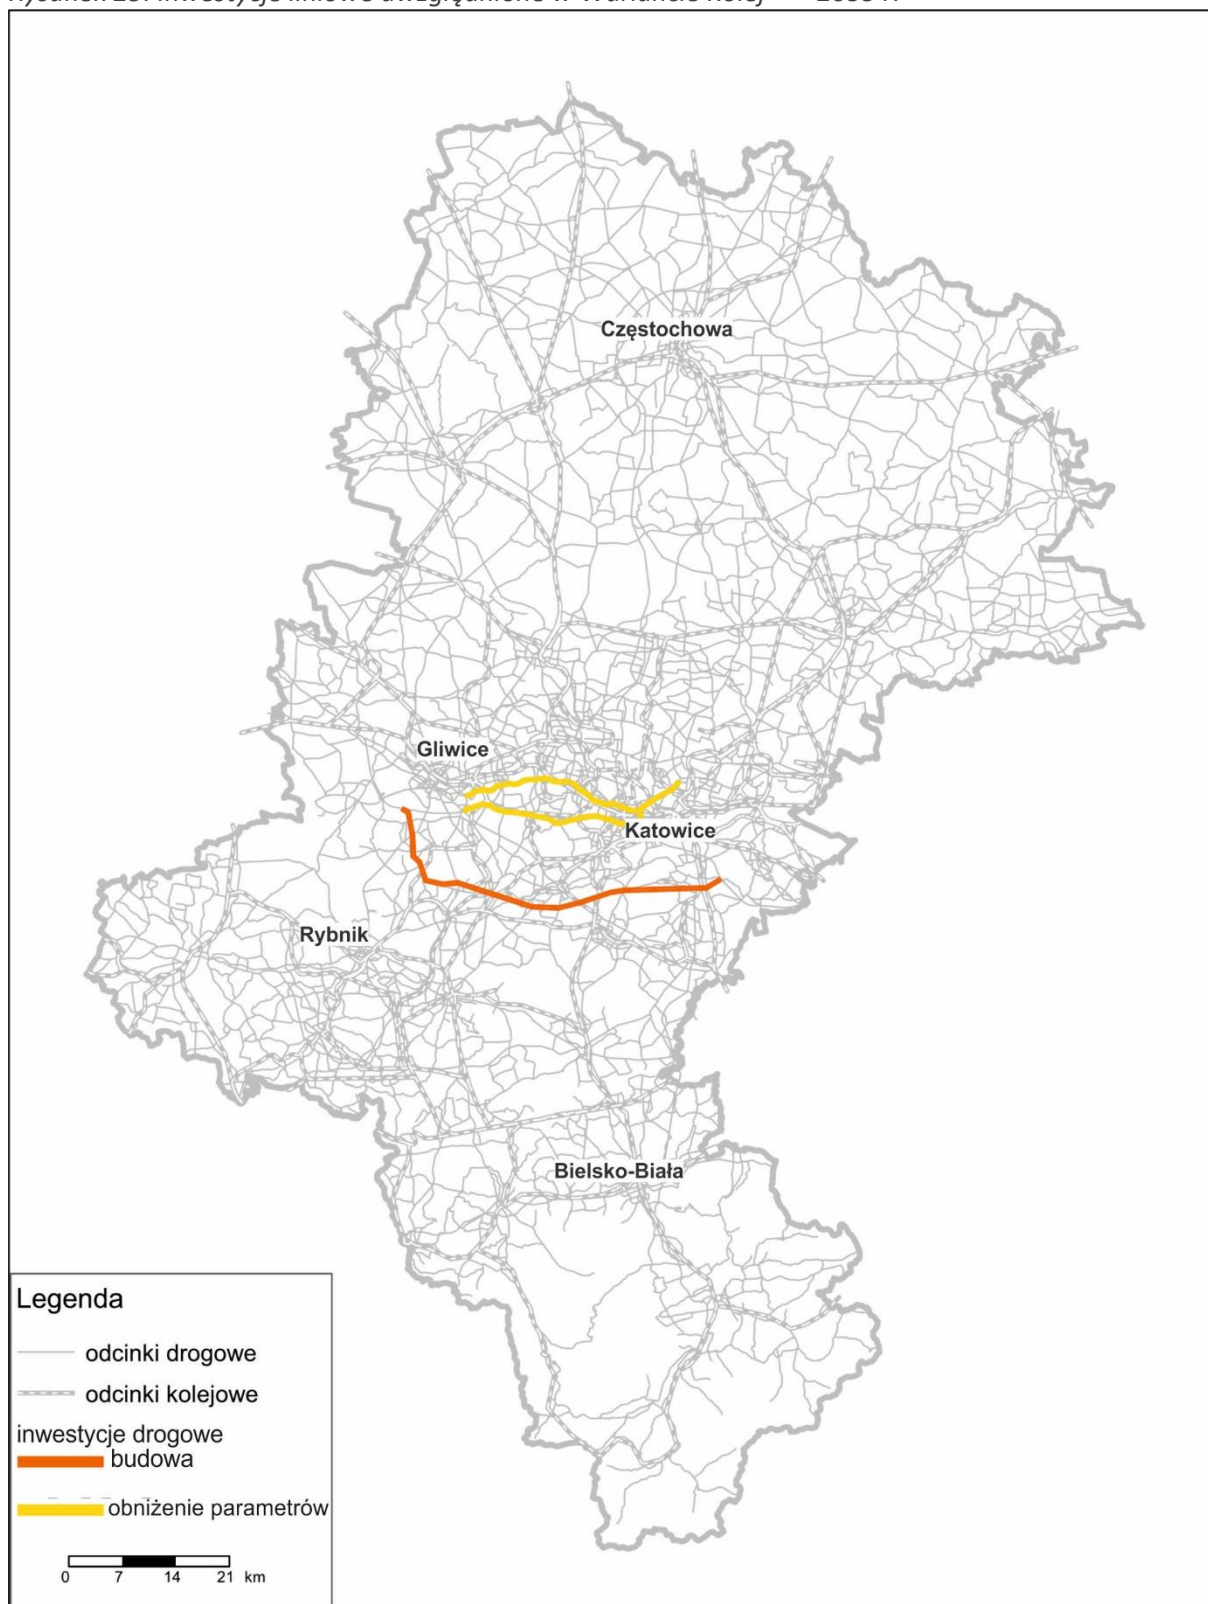 Częstochowa
Gliwice
Katowice
Rybnik
Bielsko-Biała
Legenda
odcinki drogowe
odcinki kolejowe
inwestycje drogowe
budowa
obniżenie parametrów
0 7 14 21 km